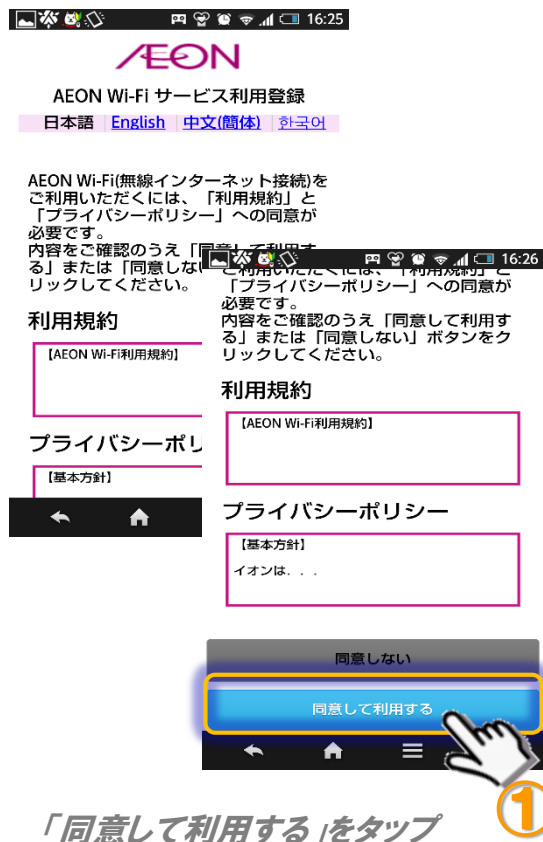 16:25
AEON
AEON Wi-Fi サービス利用登録
日本語 English 中文(簡体) 한국어
AEON Wi-Fi(無線インターネット接続)を
ご利用いただくには、「利用規約」と
「プライバシーポリシー」への同意が
必要です。
内容をご確認のうえ「同意して利用す
る」または「同意しない
リックしてください。
利用規約
【AEON Wi-Fi利用規約】
プライバシーポリ
【基本方針】
16:26
ご利用いただくには、「利用規約」と
「プライバシーポリシー」への同意が
必要です。
内容をご確認のうえ「同意して利用す
る」または「同意しない」ボタンをク
リックしてください。
利用規約
【AEON Wi-Fi利用規約】
プライバシーポリシー
【基本方針】
イオンは．．．
同意しない
同意して利用する
①
「同意して利用する」をタップ